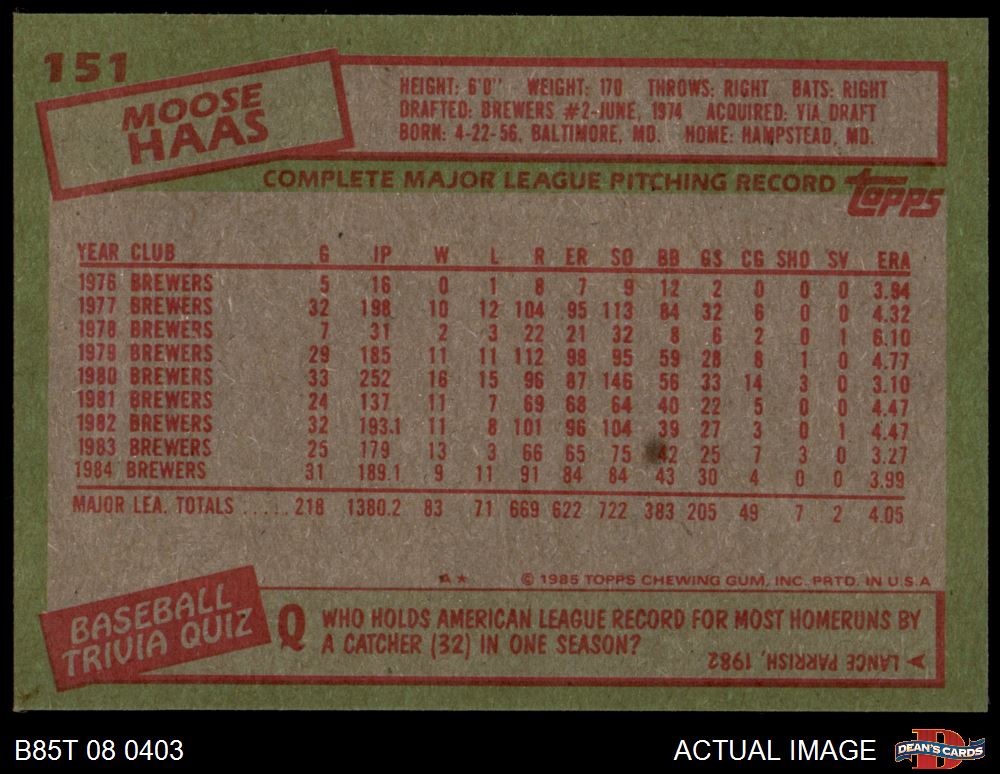 151
MOOSE
HAAS
HEIGHT: 6'0" WEIGHT: 170 THROWS: RIGHT BATS: RIGHT
DRAFTED: BREWERS #2-JUNE, 1974 ACQUIRED: VIA DRAFT
BORN: 4-22-56, BALTIMORE, MD. HOME: HAMPSTEAD, MD.
COMPLETE MAJOR LEAGUE PITCHING RECORD
TOPPS
YEAR CLUB G IP W L R ER SO BB GS CG SHO SV ERA
1976 BREWERS 5 16 0 1 8 7 9 12 2 0 0 0 3.94
1977 BREWERS 32 198 10 12 104 95 113 84 32 6 0 0 4.32
1978 BREWERS 7 31 2 3 22 21 32 8 6 2 0 1 6.10
1979 BREWERS 29 185 11 11 112 98 95 59 28 8 1 0 4.77
1980 BREWERS 33 252 16 15 96 87 146 56 33 14 3 0 3.10
1981 BREWERS 24 137 11 7 69 68 64 40 22 5 0 0 4.47
1982 BREWERS 32 193.1 11 8 101 96 104 39 27 3 0 1 4.47
1983 BREWERS 25 179 13 3 66 65 75 42 25 7 3 0 3.27
1984 BREWERS 31 189.1 9 11 91 84 84 43 30 4 0 0 3.99
MAJOR LEA. TOTALS ..... 218 1380.2 83 71 669 622 722 383 205 49 7 2 4.05
A★ © 1985 TOPPS CHEWING GUM, INC. PRTD. IN U.S.A
BASEBALL
TRIVIA QUIZ
Q WHO HOLDS AMERICAN LEAGUE RECORD FOR MOST HOMERUNS BY
A CATCHER (32) IN ONE SEASON?
LANCE PARRISH, 1982
B85T 08 0403
ACTUAL IMAGE
D
DEAN'S CARDS